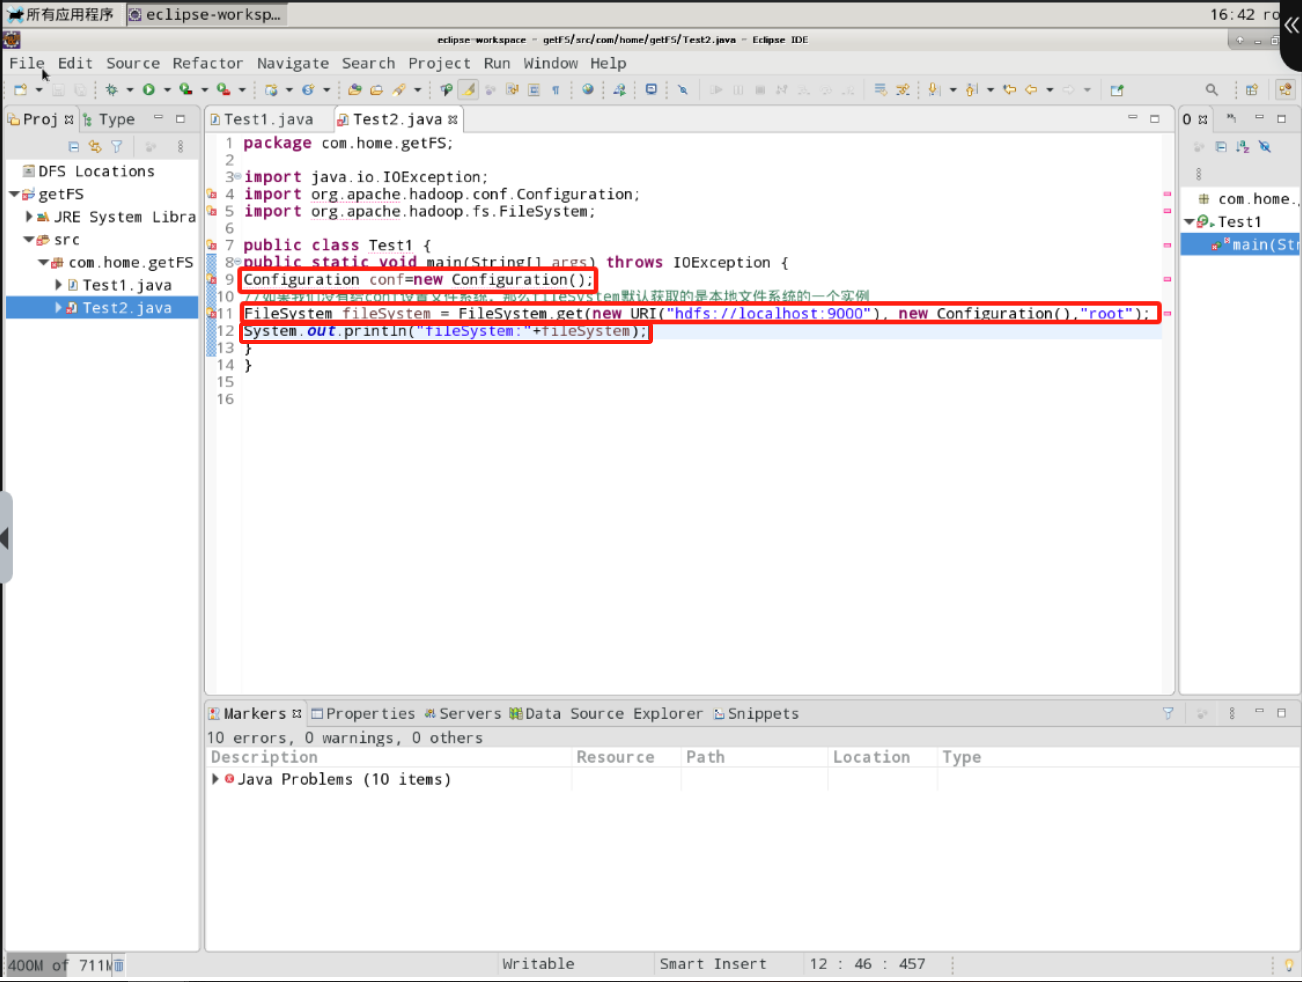 所有应用程序 eclipse-worksp... 16:42 ro
eclipse-workspace - getFS/src/com/home/getFS/Test2.java - Eclipse IDE
File Edit Source Refactor Navigate Search Project Run Window Help
Proj Type
DFS Locations
getFS
JRE System Libra
src
com.home.getFS
Test1.java
Test2.java
Test1.java Test2.java
1 package com.home.getFS;
2
3 import java.io.IOException;
4 import org.apache.hadoop.conf.Configuration;
5 import org.apache.hadoop.fs.FileSystem;
6
7 public class Test1 {
8 public static void main(String[] args) throws IOException {
9 Configuration conf=new Configuration();
10 //如果我们没有给conf设置文件系统，那么fileSystem默认获取的是本地文件系统的一个实例
11 FileSystem fileSystem = FileSystem.get(new URI("hdfs://localhost:9000"), new Configuration(),"root");
12 System.out.println("fileSystem:"+fileSystem);
13 }
14 }
15
16
O
com.home.
Test1
main(Str
Markers Properties Servers Data Source Explorer Snippets
10 errors, 0 warnings, 0 others
Description Resource Path Location Type
Java Problems (10 items)
400M of 711M Writable Smart Insert 12 : 46 : 457